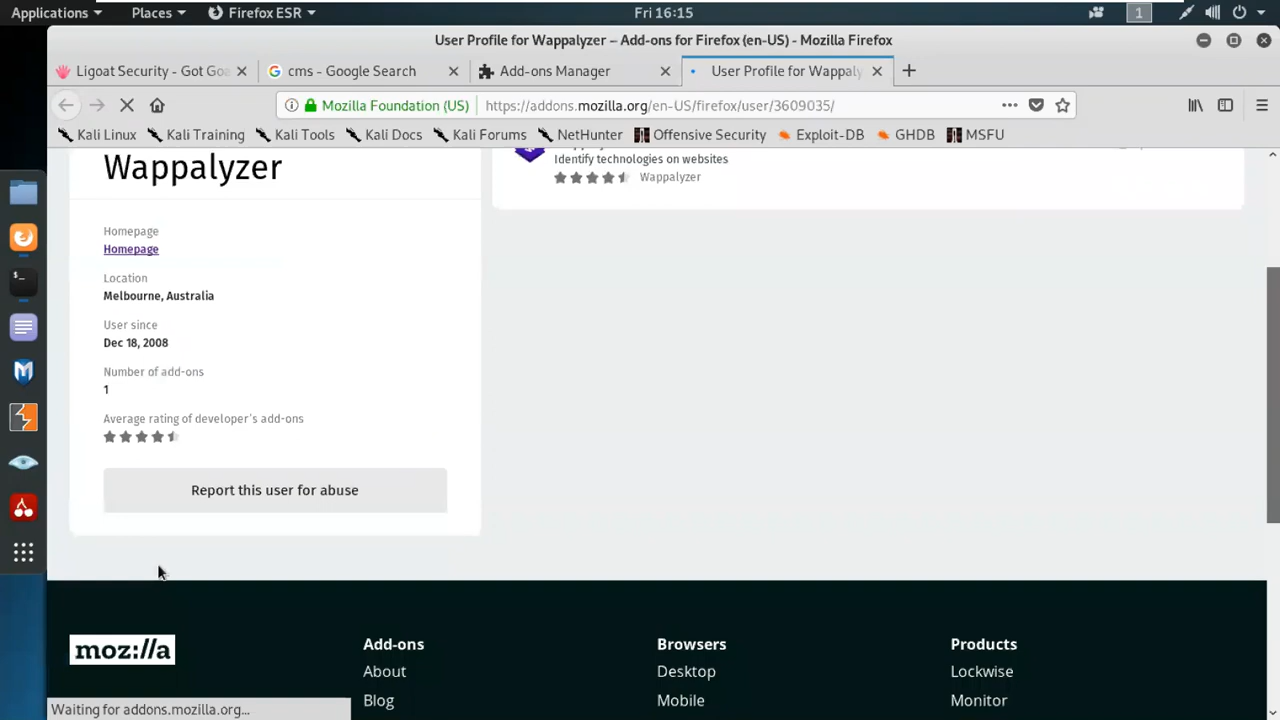 Applications
Places
Firefox ESR
Fri 16:15
1
User Profile for Wappalyzer – Add-ons for Firefox (en-US) - Mozilla Firefox
Ligoat Security - Got Goa
cms - Google Search
Add-ons Manager
User Profile for Wappaly
Mozilla Foundation (US)
https://addons.mozilla.org/en-US/firefox/user/3609035/
Kali Linux
Kali Training
Kali Tools
Kali Docs
Kali Forums
NetHunter
Offensive Security
Exploit-DB
GHDB
MSFU
Wappalyzer
Identify technologies on websites
Wappalyzer
Homepage
Homepage
Location
Melbourne, Australia
User since
Dec 18, 2008
Number of add-ons
1
Average rating of developer's add-ons
Report this user for abuse
moz://a
Add-ons
Browsers
Products
About
Desktop
Lockwise
Blog
Mobile
Monitor
Waiting for addons.mozilla.org...